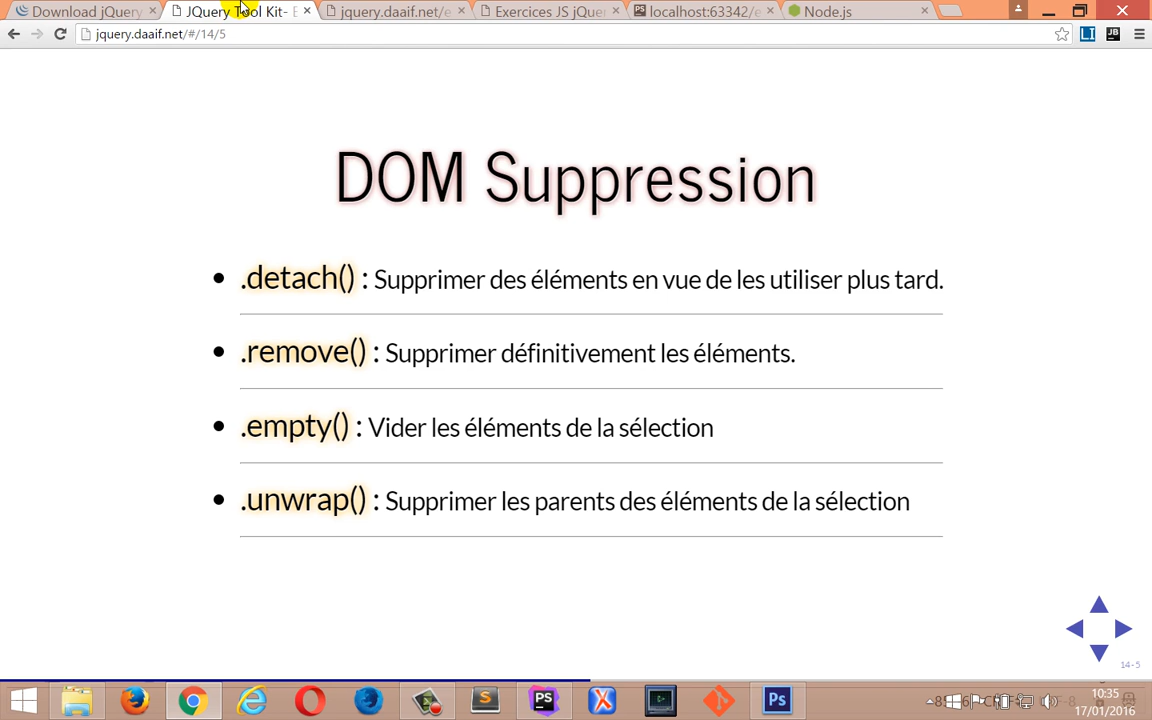 Download jQuery
JQuery Tool Kit- E
jquery.daaif.net/e
Exercices JS jQue
localhost:63342/e
Node.js
jquery.daaif.net/#/14/5
DOM Suppression
.detach() : Supprimer des éléments en vue de les utiliser plus tard.
.remove() : Supprimer définitivement les éléments.
.empty() : Vider les éléments de la sélection
.unwrap() : Supprimer les parents des éléments de la sélection
14-5
10:35
17/01/2016